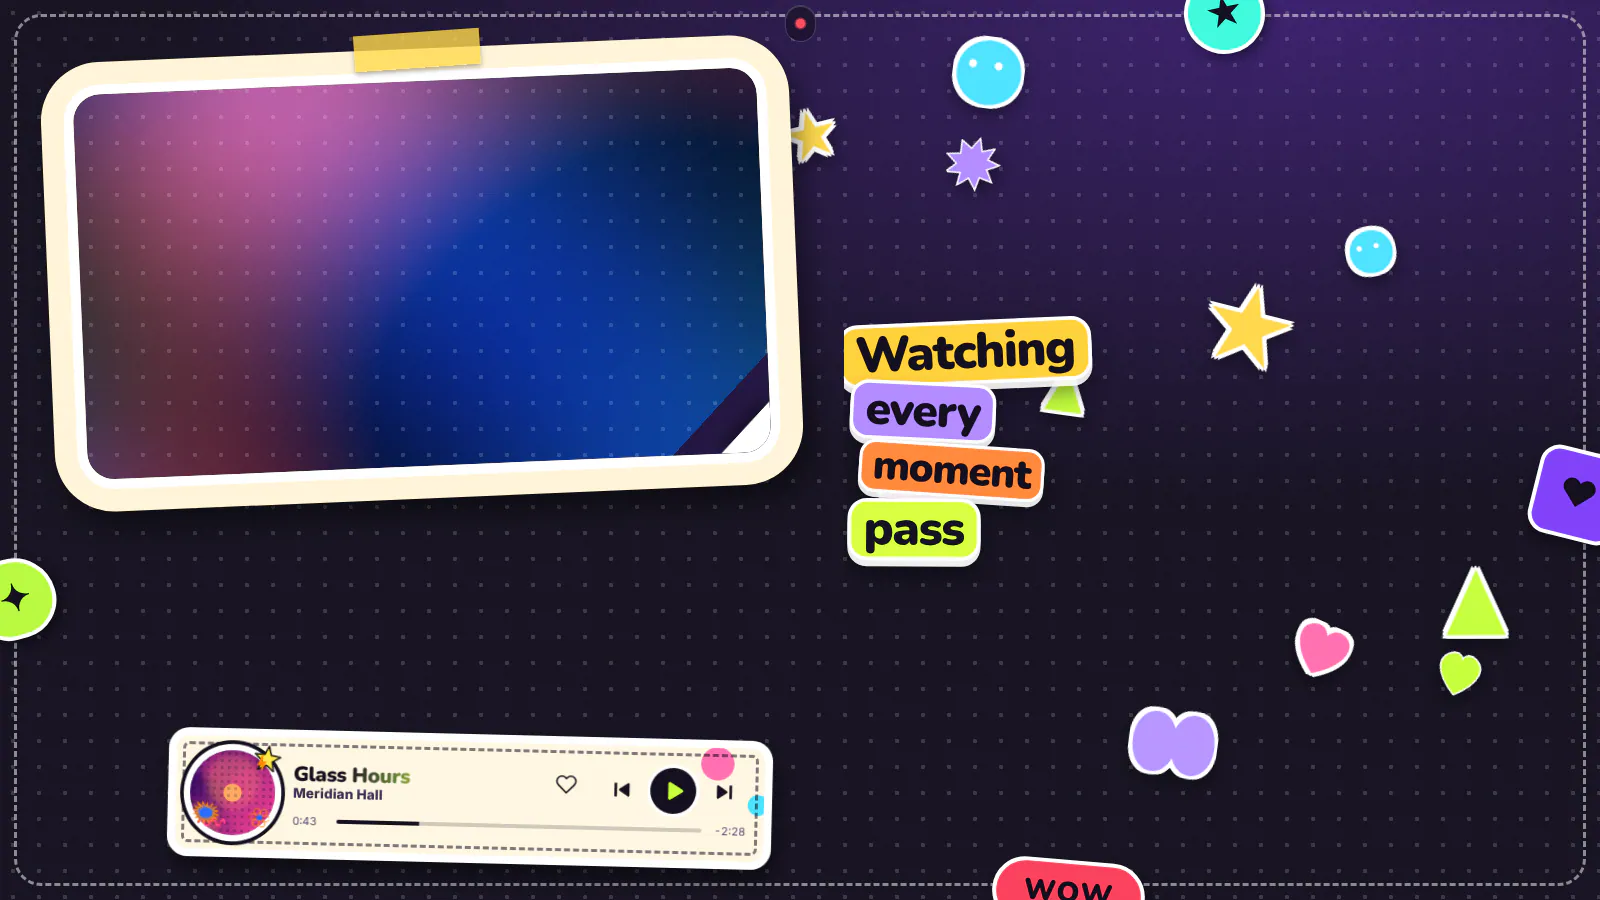 Watching
every
moment
pass
Glass Hours
Meridian Hall
0:43
-2:28
wow